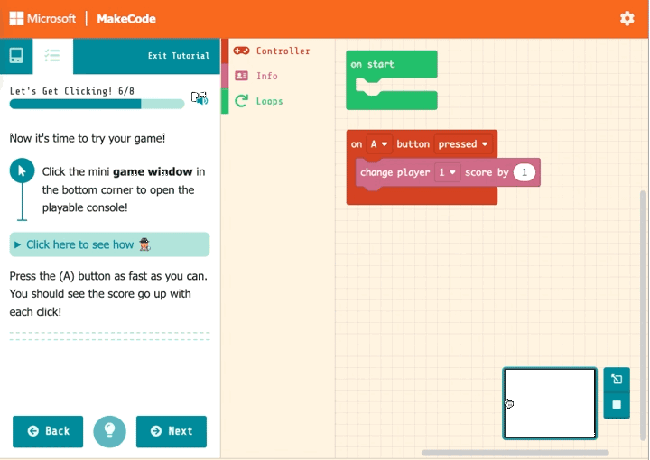 Microsoft | MakeCode
Exit Tutorial
Let's Get Clicking! 6/8
Now it's time to try your game!
Click the mini game window in
the bottom corner to open the
playable console!
Click here to see how
Press the (A) button as fast as you can.
You should see the score go up with
each click!
Back
Next
Controller
Info
Loops
on start
on A button pressed
change player 1 score by 1